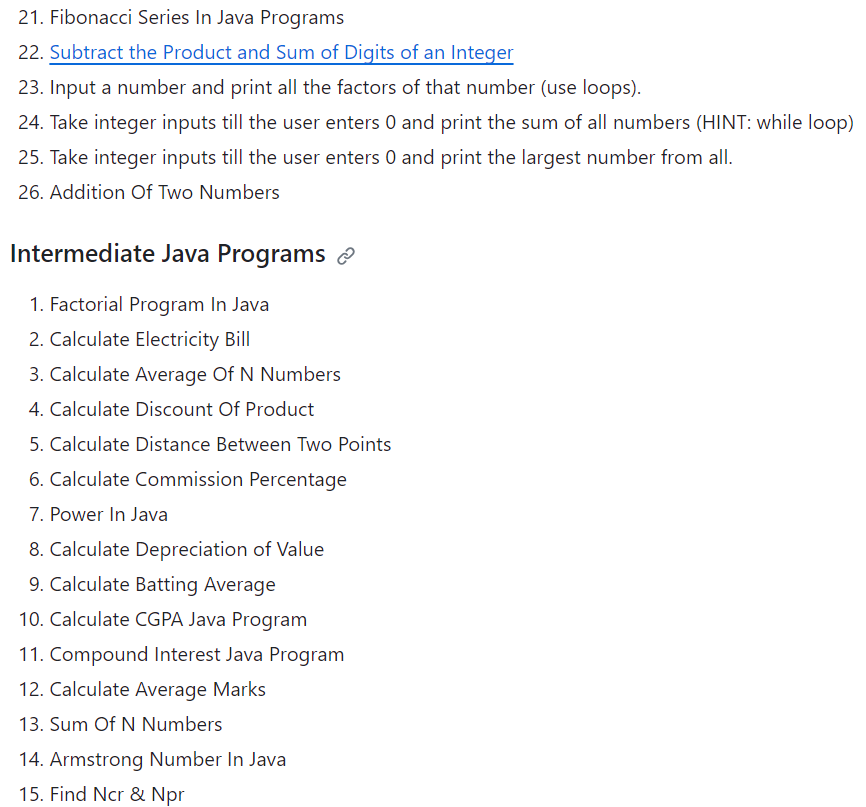 21. Fibonacci Series In Java Programs
22. Subtract the Product and Sum of Digits of an Integer
23. Input a number and print all the factors of that number (use loops).
24. Take integer inputs till the user enters 0 and print the sum of all numbers (HINT: while loop)
25. Take integer inputs till the user enters 0 and print the largest number from all.
26. Addition Of Two Numbers
Intermediate Java Programs
1. Factorial Program In Java
2. Calculate Electricity Bill
3. Calculate Average Of N Numbers
4. Calculate Discount Of Product
5. Calculate Distance Between Two Points
6. Calculate Commission Percentage
7. Power In Java
8. Calculate Depreciation of Value
9. Calculate Batting Average
10. Calculate CGPA Java Program
11. Compound Interest Java Program
12. Calculate Average Marks
13. Sum Of N Numbers
14. Armstrong Number In Java
15. Find Ncr & Npr